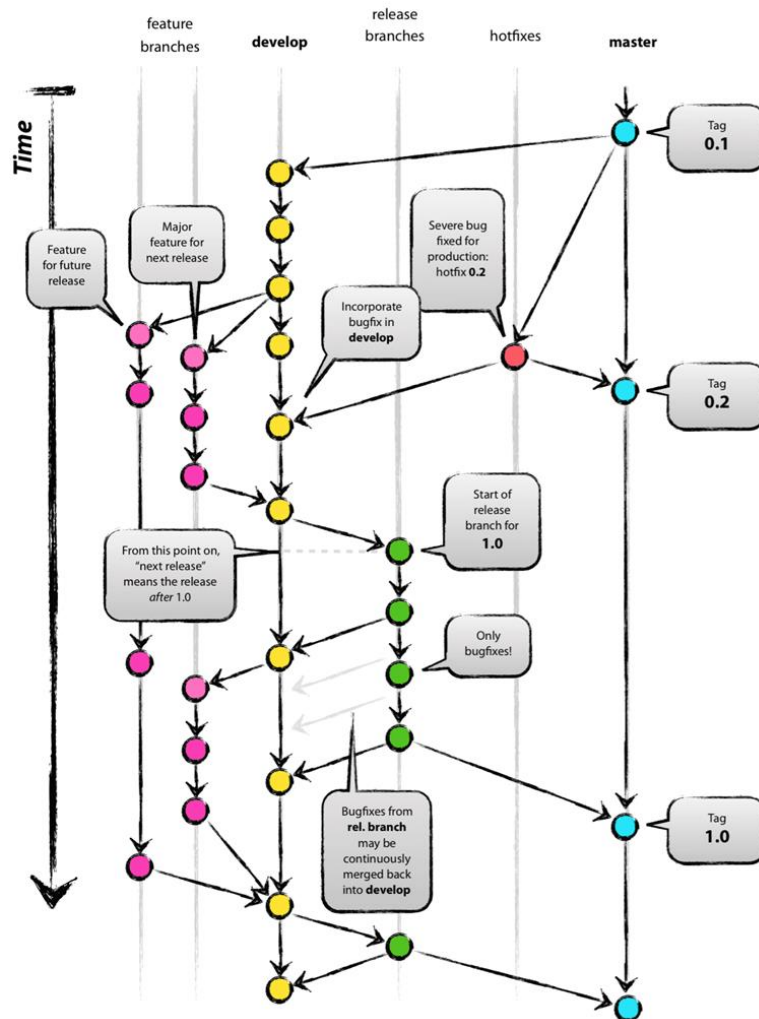 feature
branches
develop
release
branches
hotfixes
master
Time
Tag
0.1
Major
feature for
next release
Feature
for future
release
Severe bug
fixed for
production:
hotfix 0.2
Incorporate
bugfix in
develop
Tag
0.2
Start of
release
branch for
1.0
From this point on,
“next release”
means the release
after 1.0
Only
bugfixes!
Bugfixes from
rel. branch
may be
continuously
merged back
into develop
Tag
1.0